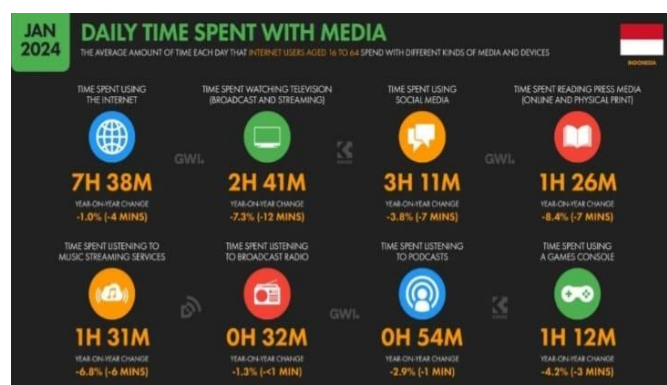 JAN
2024
DAILY TIME SPENT WITH MEDIA
THE AVERAGE AMOUNT OF TIME EACH DAY THAT INTERNET USERS AGED 16 TO 64 SPEND WITH DIFFERENT KINDS OF MEDIA AND DEVICES
INDONESIA
TIME SPENT USING
THE INTERNET
7H 38M
YEAR-ON-YEAR CHANGE
-1.0% (-4 MINS)
TIME SPENT WATCHING TELEVISION
(BROADCAST AND STREAMING)
2H 41M
YEAR-ON-YEAR CHANGE
-7.3% (-12 MINS)
TIME SPENT USING
SOCIAL MEDIA
3H 11M
YEAR-ON-YEAR CHANGE
-3.8% (-7 MINS)
TIME SPENT READING PRESS MEDIA
(ONLINE AND PHYSICAL PRINT)
1H 26M
YEAR-ON-YEAR CHANGE
-8.4% (-7 MINS)
GWI.
GWI.
TIME SPENT LISTENING TO
MUSIC STREAMING SERVICES
1H 31M
YEAR-ON-YEAR CHANGE
-6.8% (-6 MINS)
TIME SPENT LISTENING
TO BROADCAST RADIO
0H 32M
YEAR-ON-YEAR CHANGE
-1.3% (-<1 MIN)
TIME SPENT LISTENING
TO PODCASTS
0H 54M
YEAR-ON-YEAR CHANGE
-2.9% (-1 MIN)
TIME SPENT USING
A GAMES CONSOLE
1H 12M
YEAR-ON-YEAR CHANGE
-4.2% (-3 MINS)
GWI.